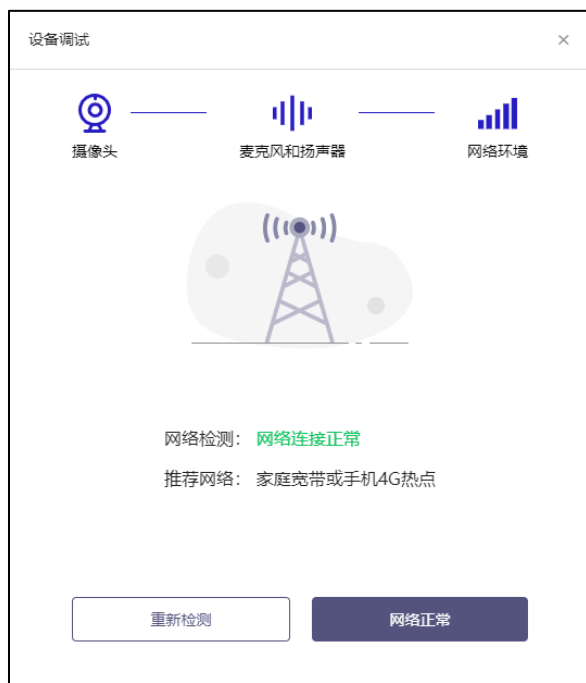 设备调试
摄像头
麦克风和扬声器
网络环境
网络检测： 网络连接正常
推荐网络： 家庭宽带或手机4G热点
重新检测
网络正常